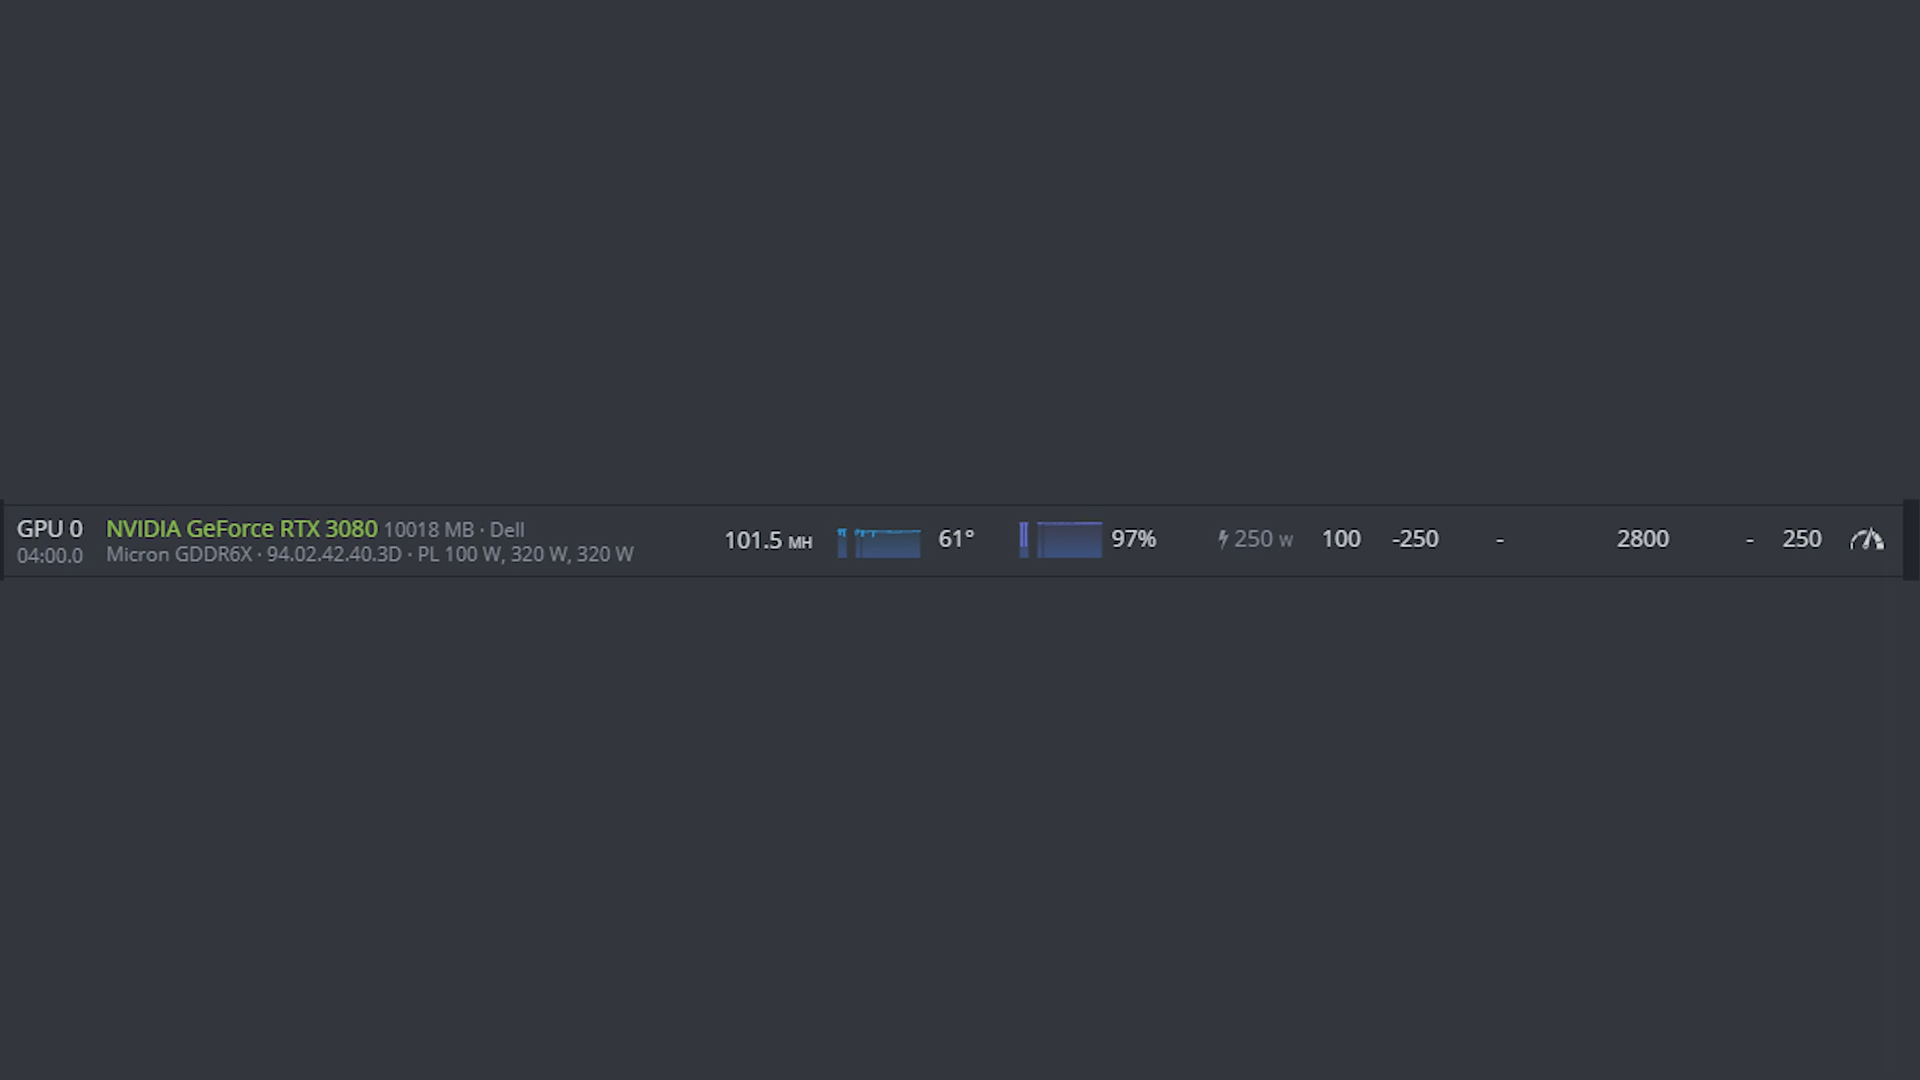 GPU 0 NVIDIA GeForce RTX 3080 10018 MB · Dell
04:00.0 Micron GDDR6X · 94.02.42.40.3D · PL 100 W, 320 W, 320 W
101.5 MH 61° 97% 250 W 100 -250 - 2800 - 250